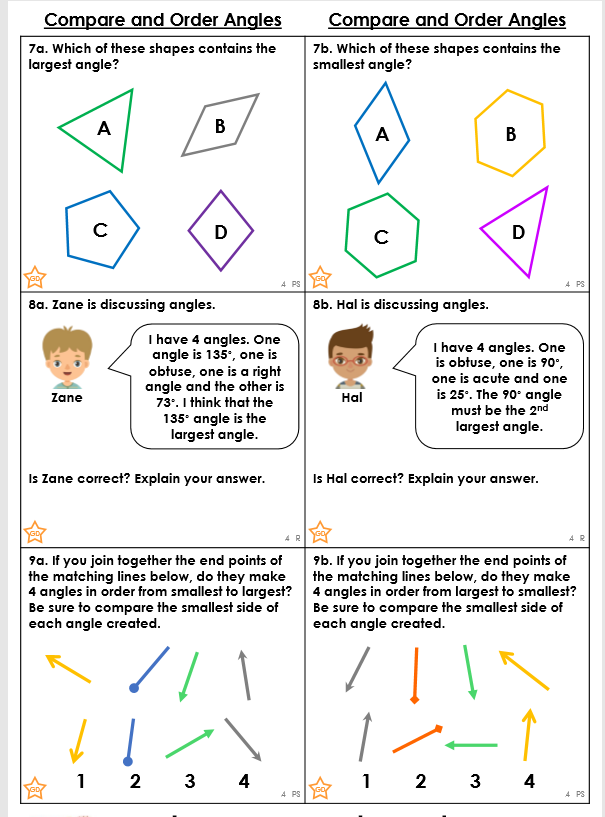 Compare and Order Angles
Compare and Order Angles
7a. Which of these shapes contains the
largest angle?
A
B
C
D
GD
4 PS
7b. Which of these shapes contains the
smallest angle?
A
B
C
D
GD
4 PS
8a. Zane is discussing angles.
I have 4 angles. One
angle is 135°, one is
obtuse, one is a right
angle and the other is
73°. I think that the
135° angle is the
largest angle.
Zane
Is Zane correct? Explain your answer.
GD
4 R
8b. Hal is discussing angles.
I have 4 angles. One
is obtuse, one is 90°,
one is acute and one
is 25°. The 90° angle
must be the 2nd
largest angle.
Hal
Is Hal correct? Explain your answer.
GD
4 R
9a. If you join together the end points of
the matching lines below, do they make
4 angles in order from smallest to largest?
Be sure to compare the smallest side of
each angle created.
1 2 3 4
GD
4 PS
9b. If you join together the end points of
the matching lines below, do they make
4 angles in order from largest to smallest?
Be sure to compare the smallest side of
each angle created.
1 2 3 4
GD
4 PS